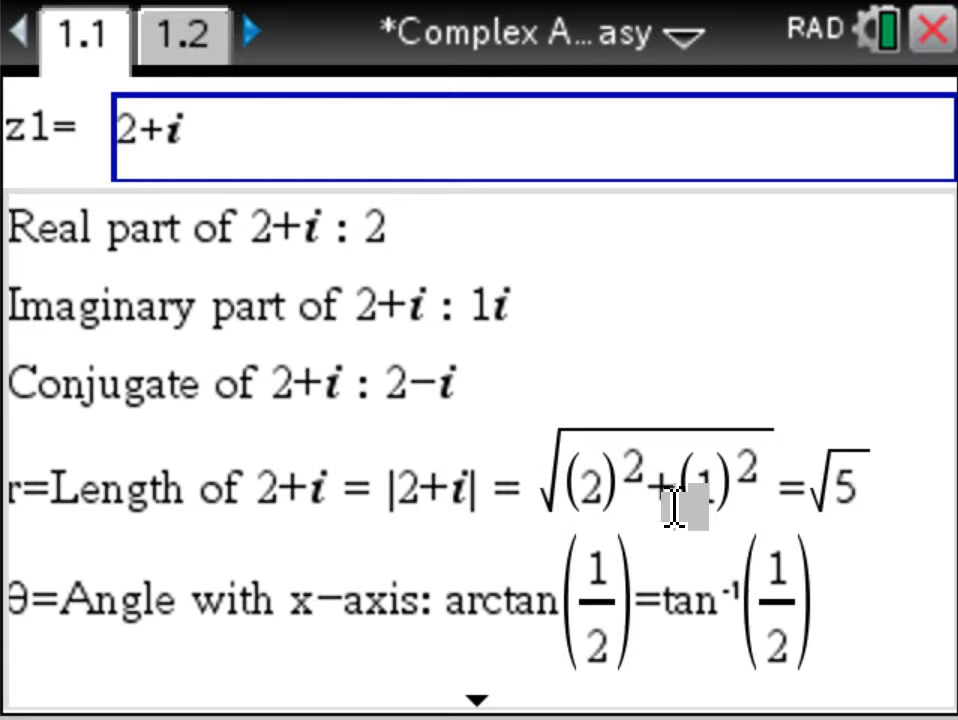 1.1 1.2 *Complex A…asy RAD
z1= 2+i
Real part of 2+i : 2
Imaginary part of 2+i : 1i
Conjugate of 2+i : 2−i
r=Length of 2+i = |2+i| = √((2)²+(1)²) =√5
θ=Angle with x−axis: arctan(1/2)=tan⁻¹(1/2)